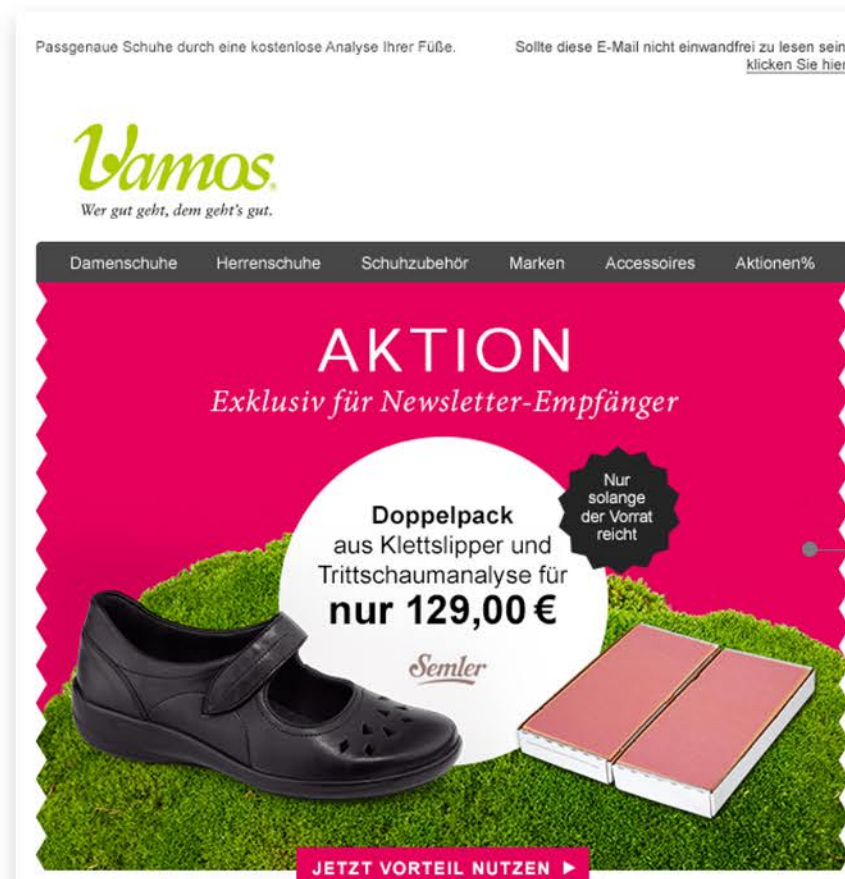 Passgenaue Schuhe durch eine kostenlose Analyse Ihrer Füße.
Sollte diese E-Mail nicht einwandfrei zu lesen sein
klicken Sie hier
Vamos
Wer gut geht, dem geht's gut.
Damenschuhe Herrenschuhe Schuhzubehör Marken Accessoires Aktionen%
AKTION
Exklusiv für Newsletter-Empfänger
Nur
solange
der Vorrat
reicht
Doppelpack
aus Klettslipper und
Trittschaumanalyse für
nur 129,00 €
Semler
JETZT VORTEIL NUTZEN ▶